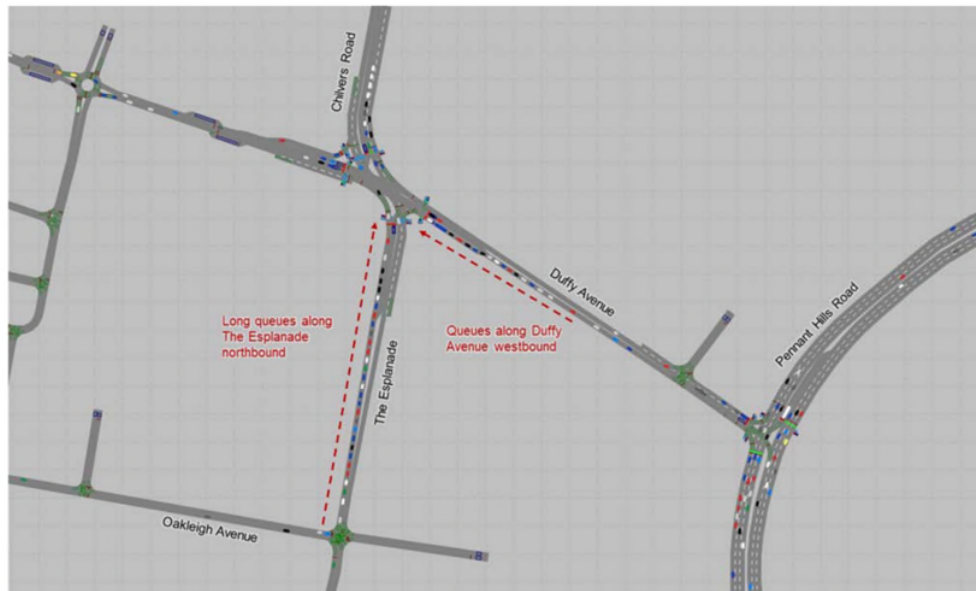 Chilvers Road
Duffy Avenue
Pennant Hills Road
Long queues along
The Esplanade
northbound
Queues along Duffy
Avenue westbound
The Esplanade
Oakleigh Avenue